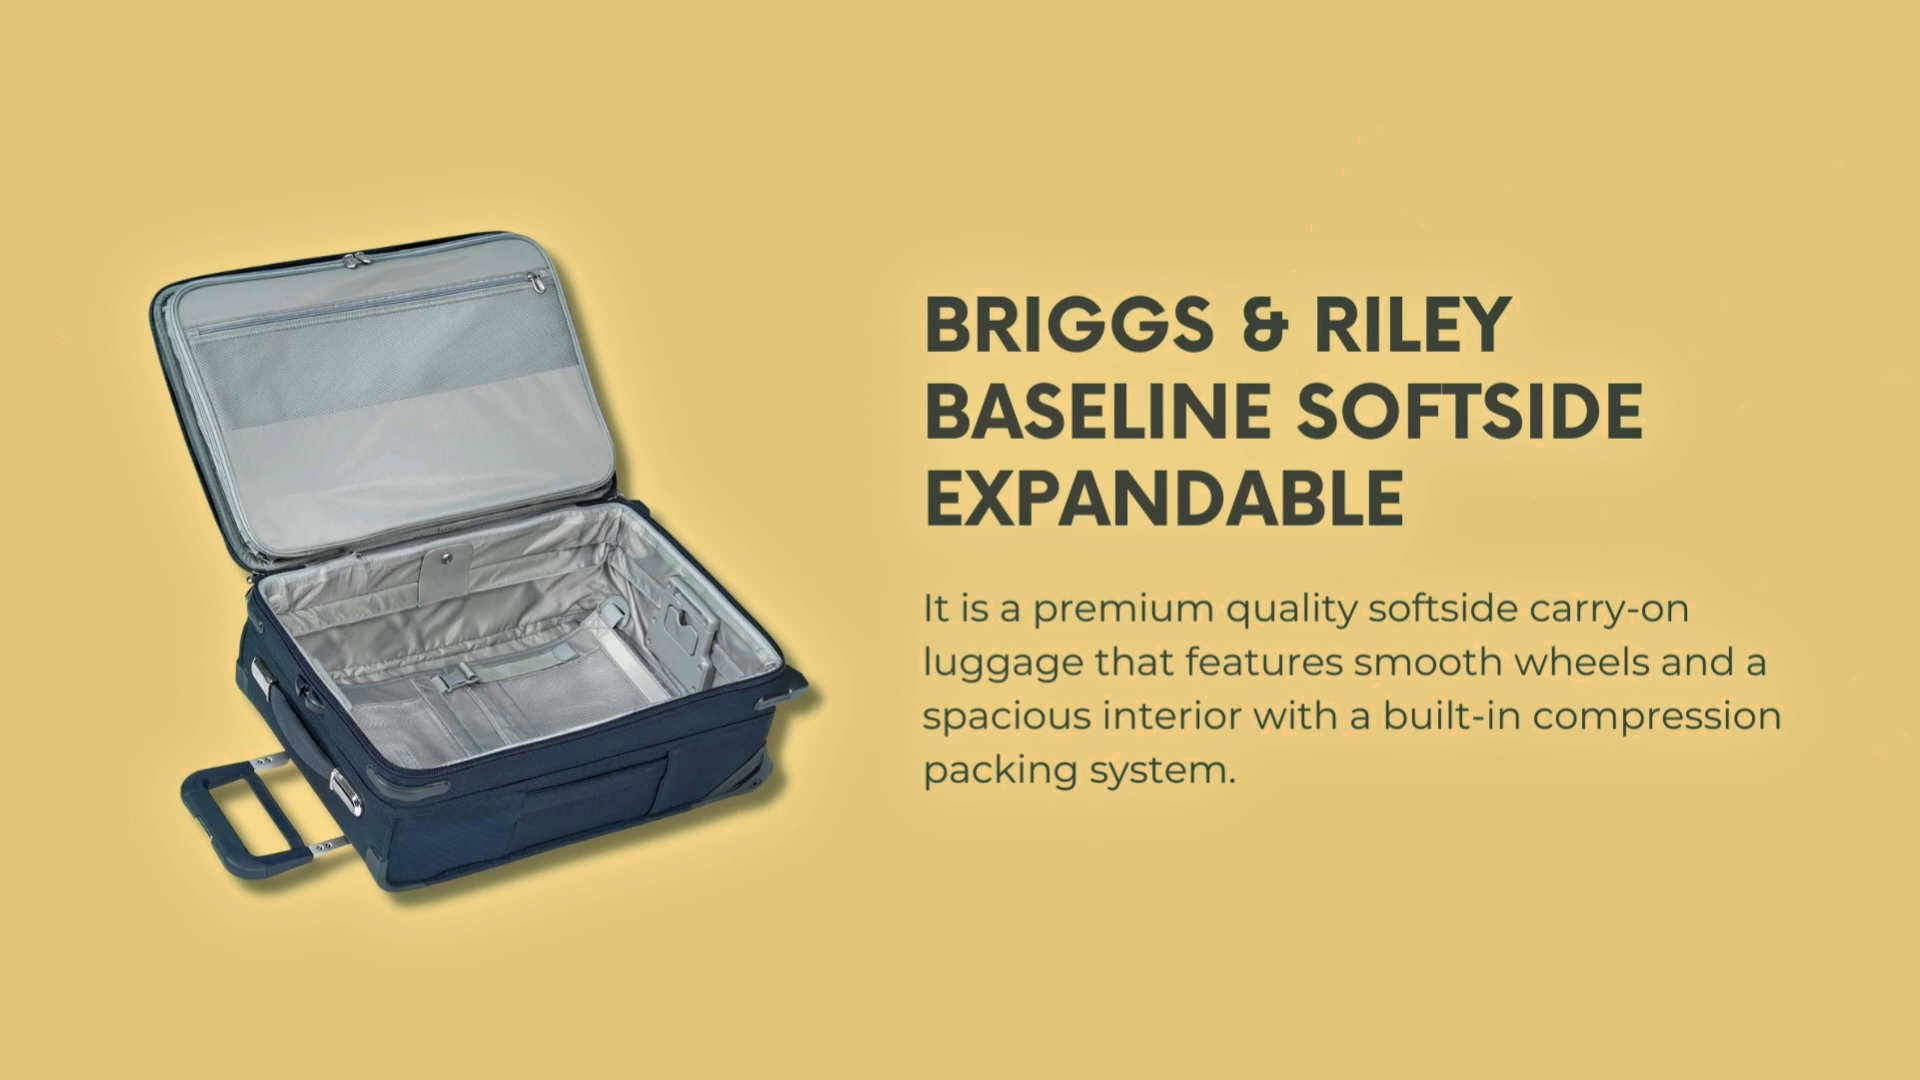 BRIGGS & RILEY
BASELINE SOFTSIDE
EXPANDABLE
It is a premium quality softside carry-on
luggage that features smooth wheels and a
spacious interior with a built-in compression
packing system.